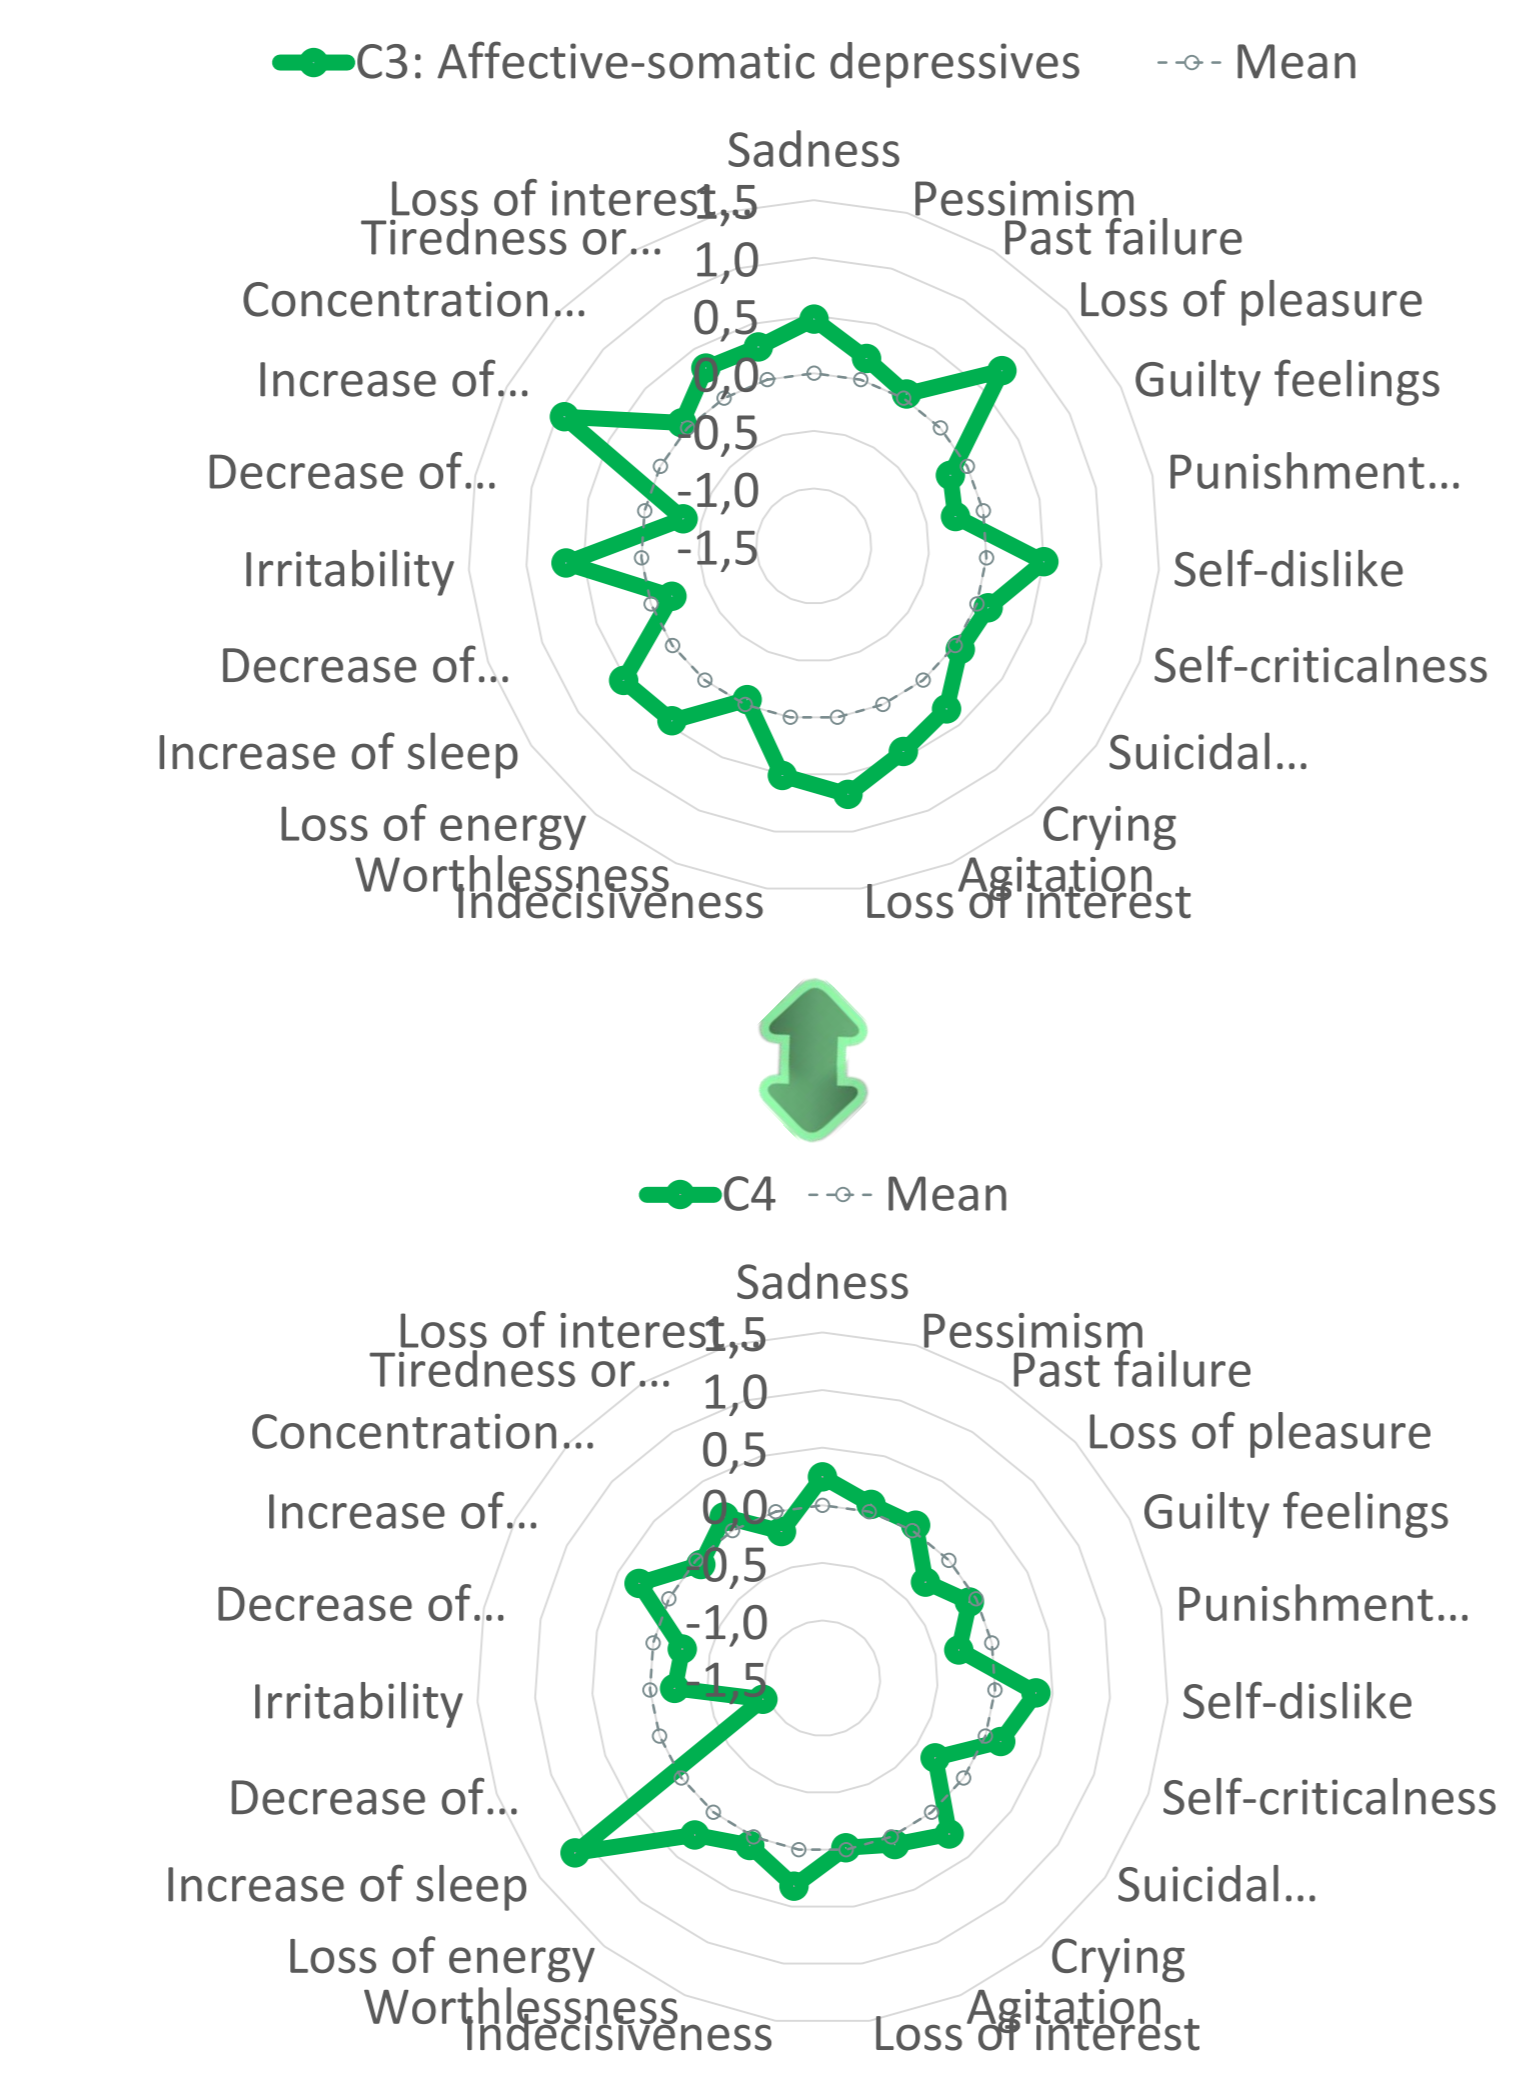 C3: Affective-somatic depressives
Mean
Sadness
Pessimism
Past failure
Loss of pleasure
Guilty feelings
Punishment...
Self-dislike
Self-criticalness
Suicidal...
Crying
Agitation
Loss of interest
Indecisiveness
Worthlessness
Loss of energy
Increase of sleep
Decrease of...
Irritability
Decrease of...
Increase of...
Concentration...
Tiredness or...
Loss of interest...
1,5
1,0
0,5
0,0
-0,5
-1,0
-1,5
C4
Mean
Sadness
Pessimism
Past failure
Loss of pleasure
Guilty feelings
Punishment...
Self-dislike
Self-criticalness
Suicidal...
Crying
Agitation
Loss of interest
Indecisiveness
Worthlessness
Loss of energy
Increase of sleep
Decrease of...
Irritability
Decrease of...
Increase of...
Concentration...
Tiredness or...
Loss of interest...
1,5
1,0
0,5
0,0
-0,5
-1,0
-1,5